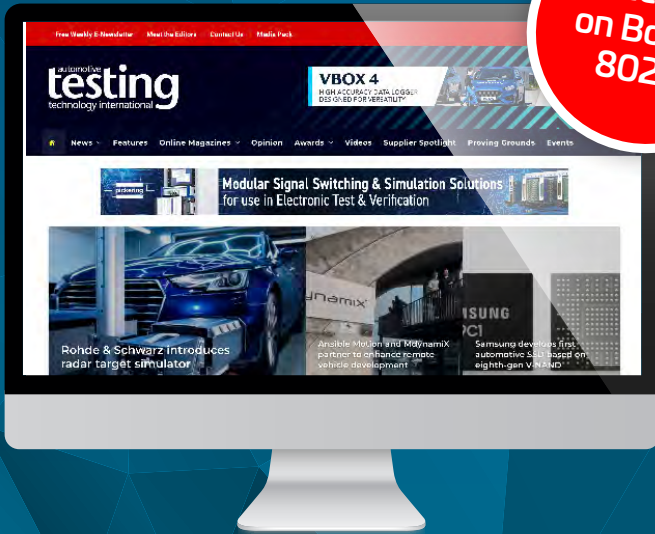 on Bo
802
Free Weekly E-Newsletter Meet the Editors Contact Us Media Pack
automotive
testing
technology international
VBOX 4
HIGH ACCURACY DATA LOGGER
DESIGNED FOR VERSATILITY
News Features Online Magazines Opinion Awards Videos Supplier Spotlight Proving Grounds Events
pickering
Modular Signal Switching & Simulation Solutions
for use in Electronic Test & Verification
Rohde & Schwarz introduces
radar target simulator
Ansible Motion and MdynamiX
partner to enhance remote
vehicle development
Samsung develops first
automotive SSD based on
eighth-gen V-NAND
namix
SUNG